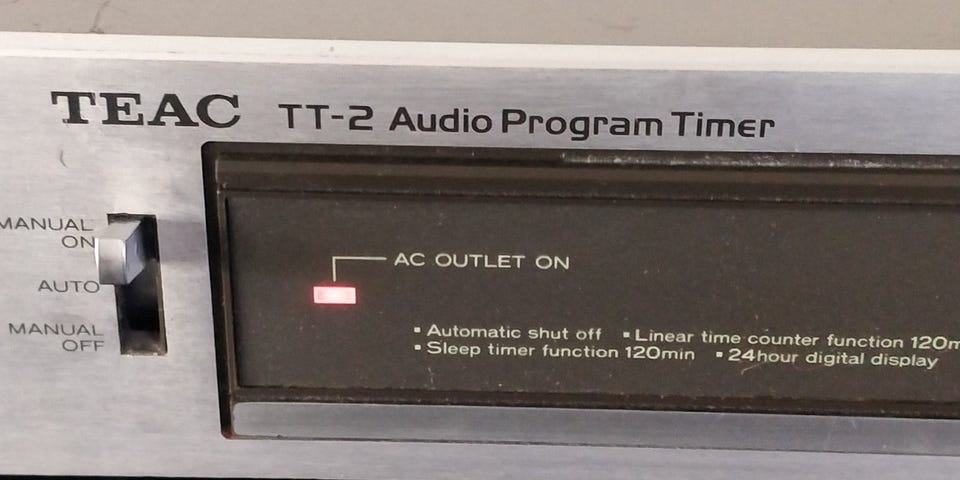 TEAC TT-2 Audio Program Timer
MANUAL
ON
AUTO
MANUAL
OFF
AC OUTLET ON
▪ Automatic shut off ▪ Linear time counter function 120m
▪ Sleep timer function 120min ▪ 24hour digital display